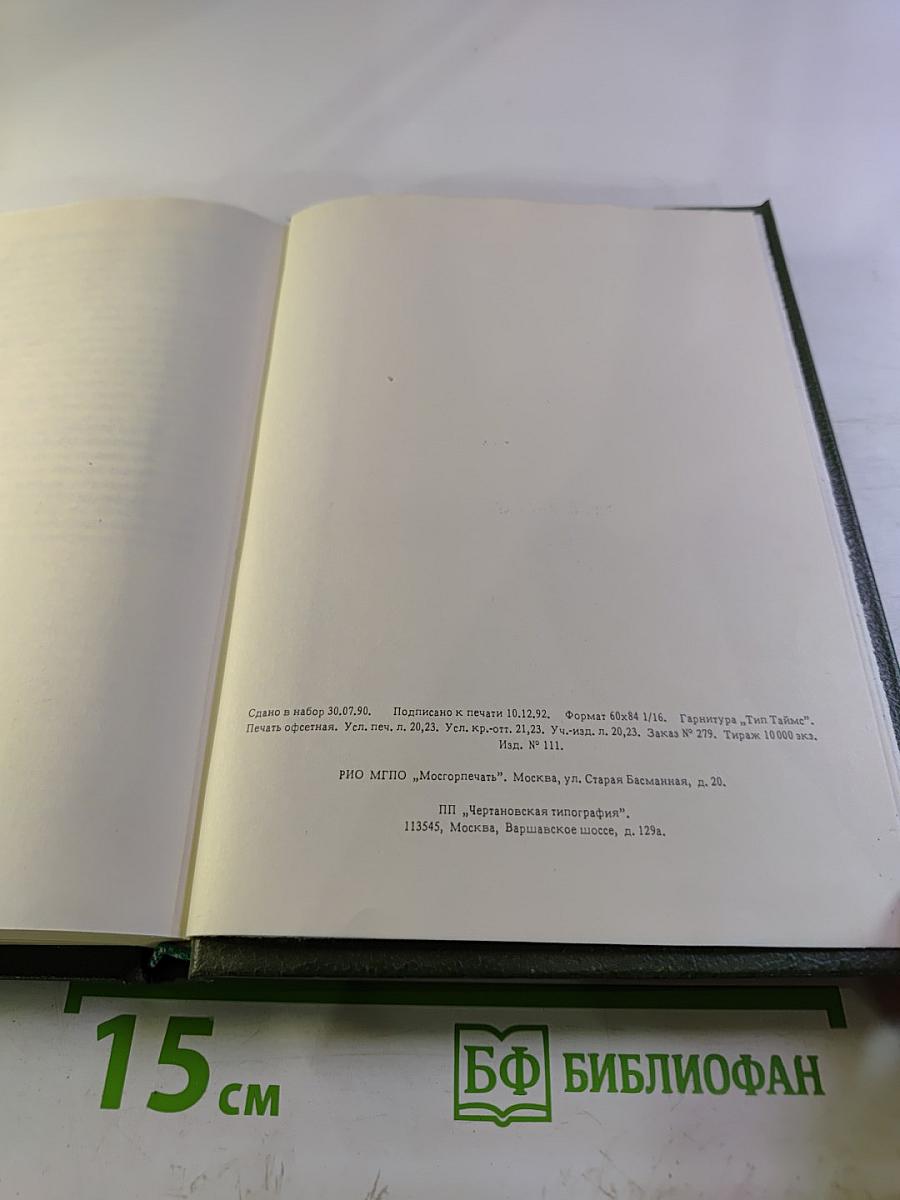 Сдано в набор 30.07.90. Подписано к печати 10.12.92. Формат 60x84 1/16. Гарнитура „Тип Таймс".
Печать офсетная. Усл. печ. л. 20,23. Усл. кр.-отт. 21,23. Уч.-изд. л. 20,23. Заказ № 279. Тираж 10 000 экз.
Изд. № 111.
РИО МГПО „Мосгорпечать". Москва, ул. Старая Басманная, д. 20.
ПП „Чертановская типография".
113545, Москва, Варшавское шоссе, д. 129а.
15 см
БФ БИБЛИОФАН